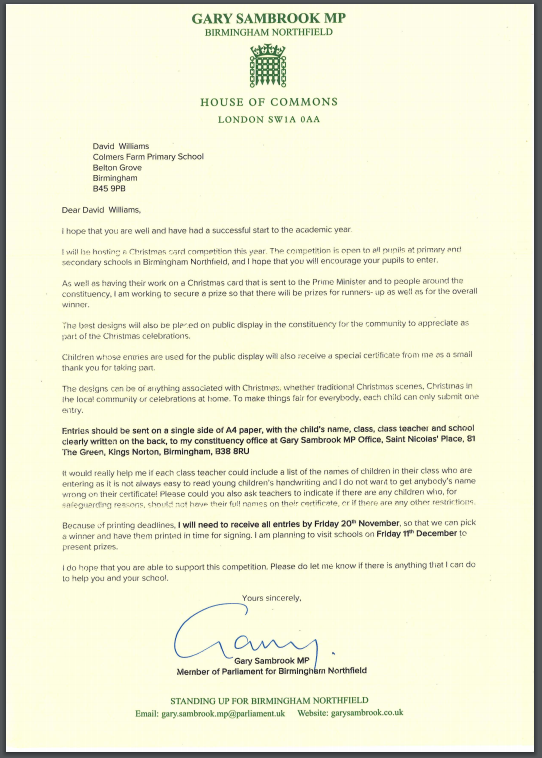 GARY SAMBROOK MP
BIRMINGHAM NORTHFIELD
HOUSE OF COMMONS
LONDON SW1A 0AA
David Williams
Colmers Farm Primary School
Belton Grove
Birmingham
B45 9PB
Dear David Williams,
I hope that you are well and have had a successful start to the academic year.
I will be hosting a Christmas card competition this year. The competition is open to all pupils at primary and
secondary schools in Birmingham Northfield, and I hope that you will encourage your pupils to enter.
As well as having their work on a Christmas card that is sent to the Prime Minister and to people around the
constituency, I am working to secure a prize so that there will be prizes for runners- up as well as for the overall
winner.
The best designs will also be placed on public display in the constituency for the community to appreciate as
part of the Christmas celebrations.
Children whose entries are used for the public display will also receive a special certificate from me as a small
thank you for taking part.
The designs can be of anything associated with Christmas, whether traditional Christmas scenes, Christmas in
the local community or celebrations at home. To make things fair for everybody, each child can only submit one
entry.
Entries should be sent on a single side of A4 paper, with the child's name, class, class teacher and school
clearly written on the back, to my constituency office at Gary Sambrook MP Office, Saint Nicolas' Place, 81
The Green, Kings Norton, Birmingham, B38 8RU
It would really help me if each class teacher could include a list of the names of children in their class who are
entering as it is not always easy to read young children's handwriting and I do not want to get anybody's name
wrong on their certificate! Please could you also ask teachers to indicate if there are any children who, for
safeguarding reasons, should not have their full names on their certificate, or if there are any other restrictions.
Because of printing deadlines, I will need to receive all entries by Friday 20th November, so that we can pick
a winner and have them printed in time for signing. I am planning to visit schools on Friday 11th December to
present prizes.
I do hope that you are able to support this competition. Please do let me know if there is anything that I can do
to help you and your school.
Yours sincerely,
Gary.
Gary Sambrook MP
Member of Parliament for Birmingham Northfield
STANDING UP FOR BIRMINGHAM NORTHFIELD
Email: gary.sambrook.mp@parliament.uk Website: garysambrook.co.uk